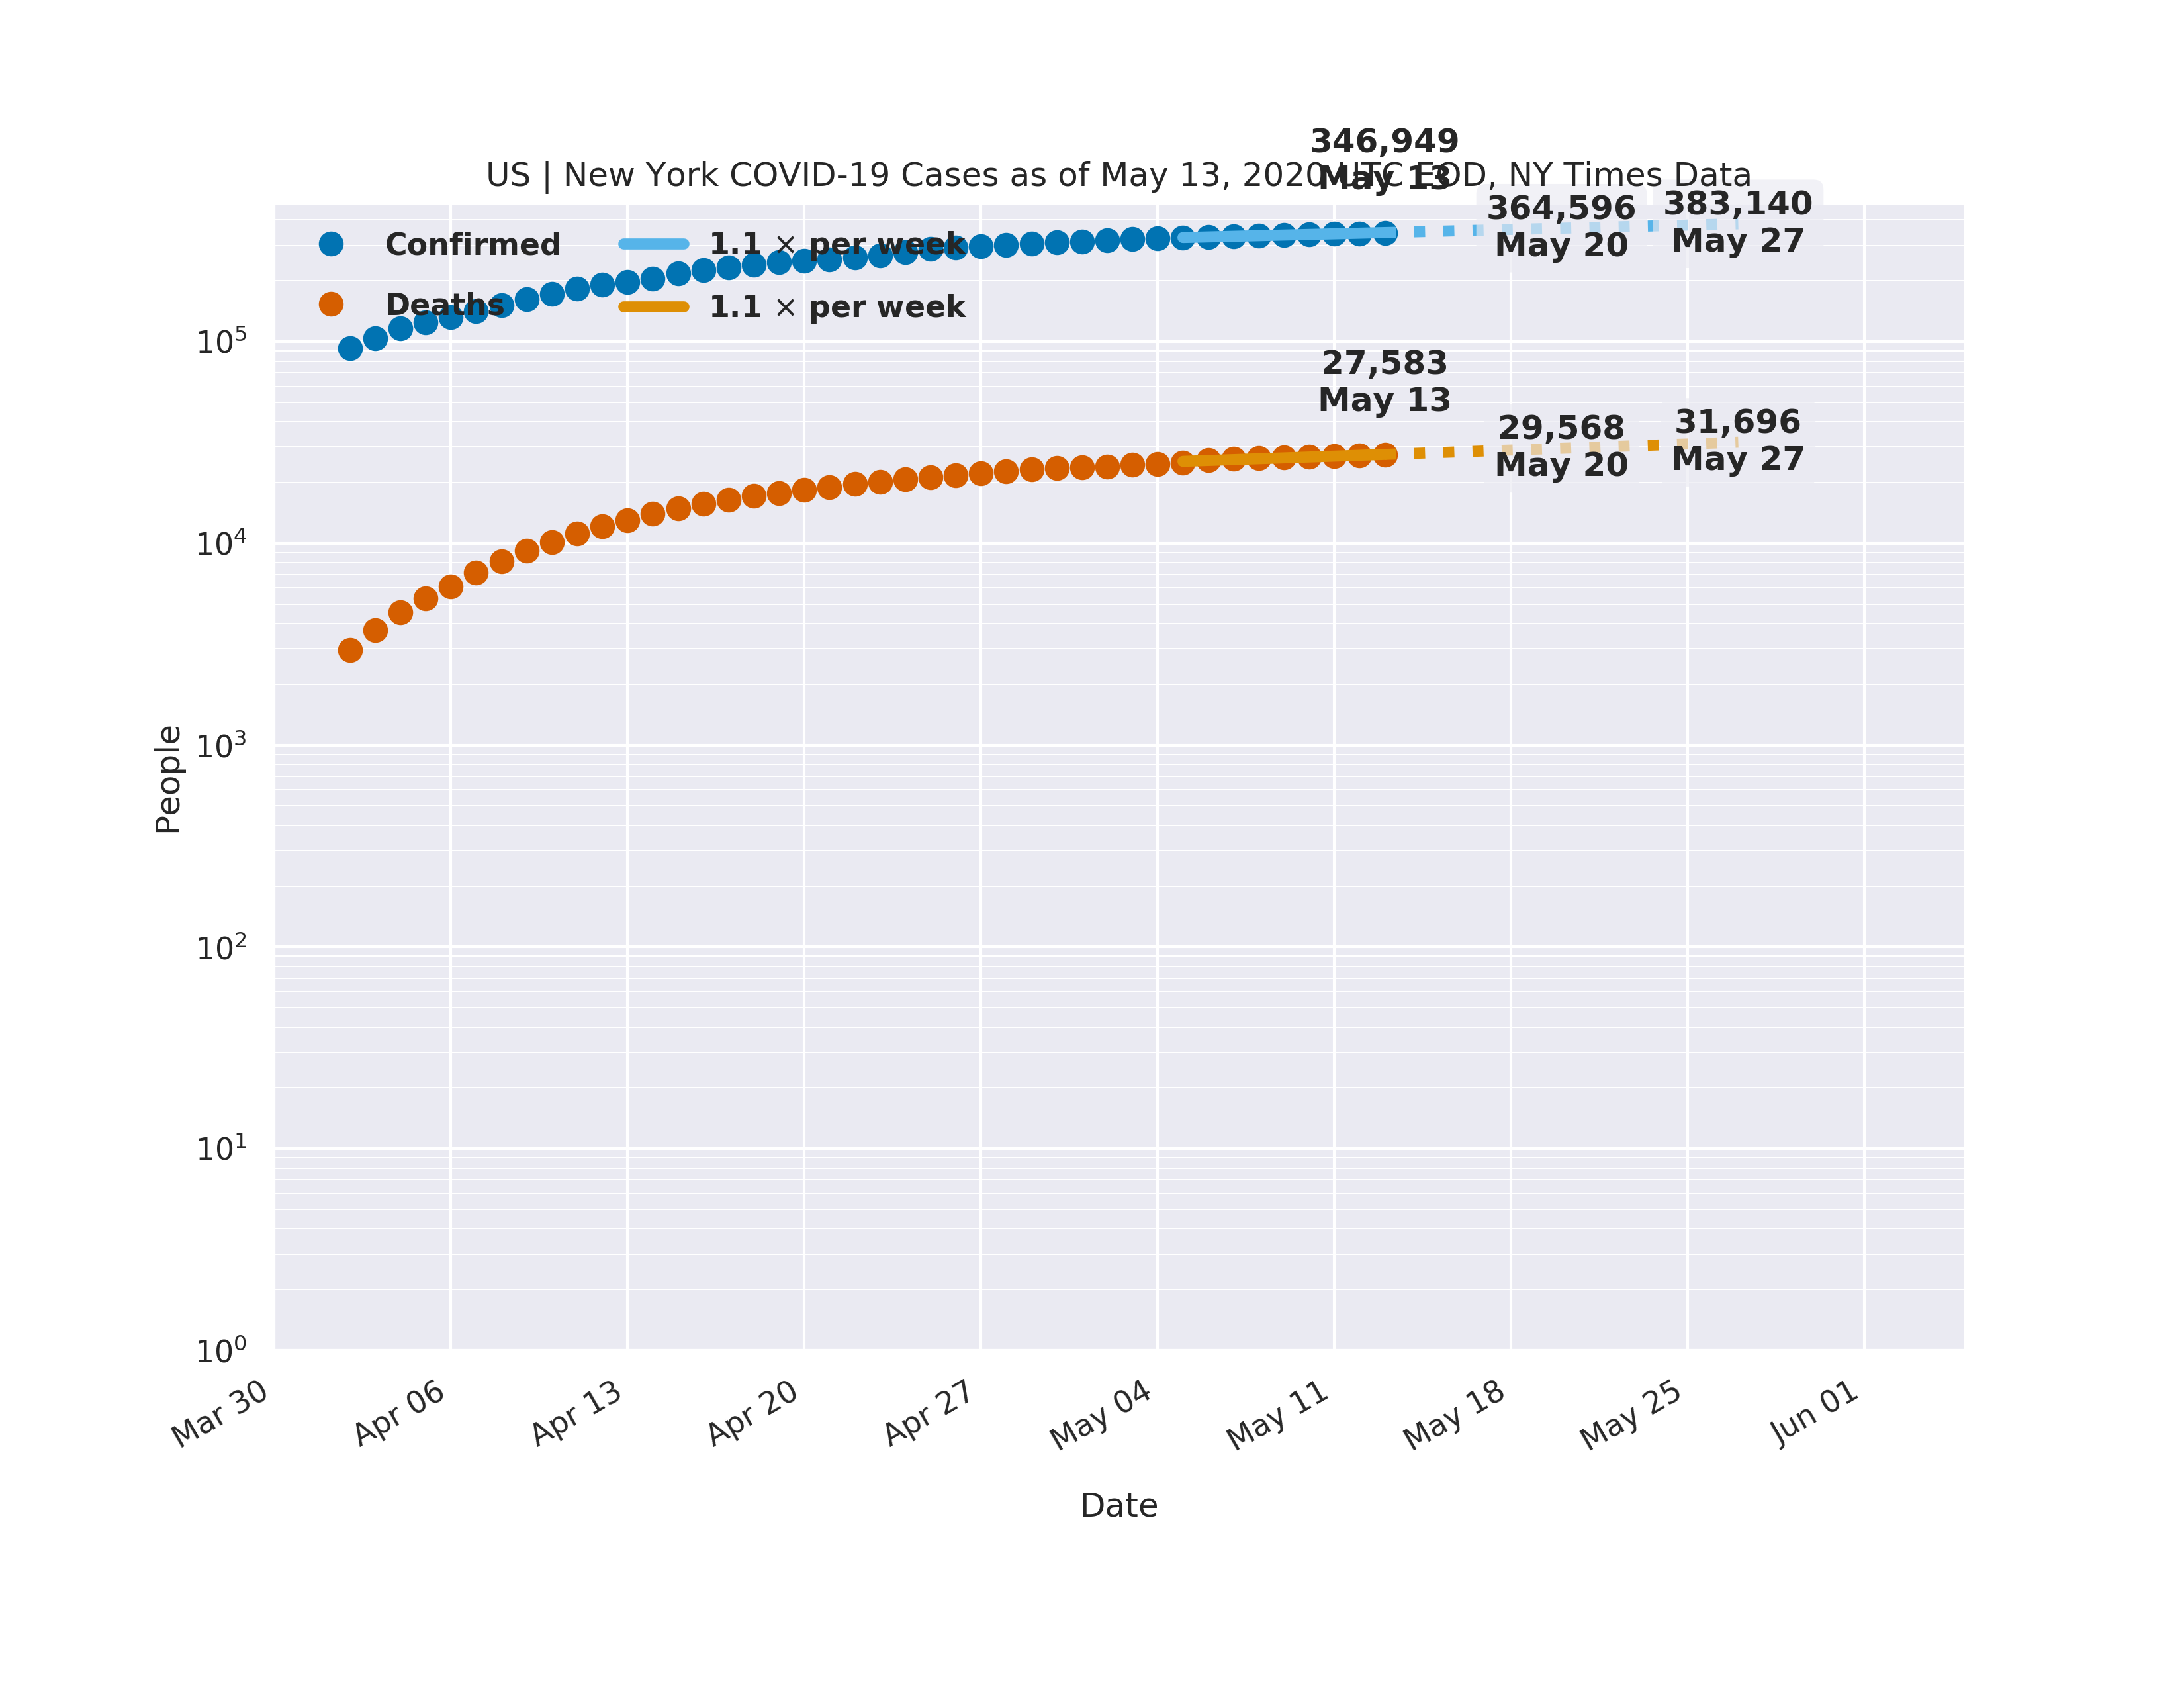 346,949
May 13
US | New York COVID-19 Cases as of May 13, 2020 UTC EOD, NY Times Data
364,596
May 20
383,140
May 27
Confirmed
1.1 × per week
Deaths
1.1 × per week
27,583
May 13
29,568
May 20
31,696
May 27
10⁵
10⁴
10³
10²
10¹
10⁰
People
Mar 30
Apr 06
Apr 13
Apr 20
Apr 27
May 04
May 11
May 18
May 25
Jun 01
Date